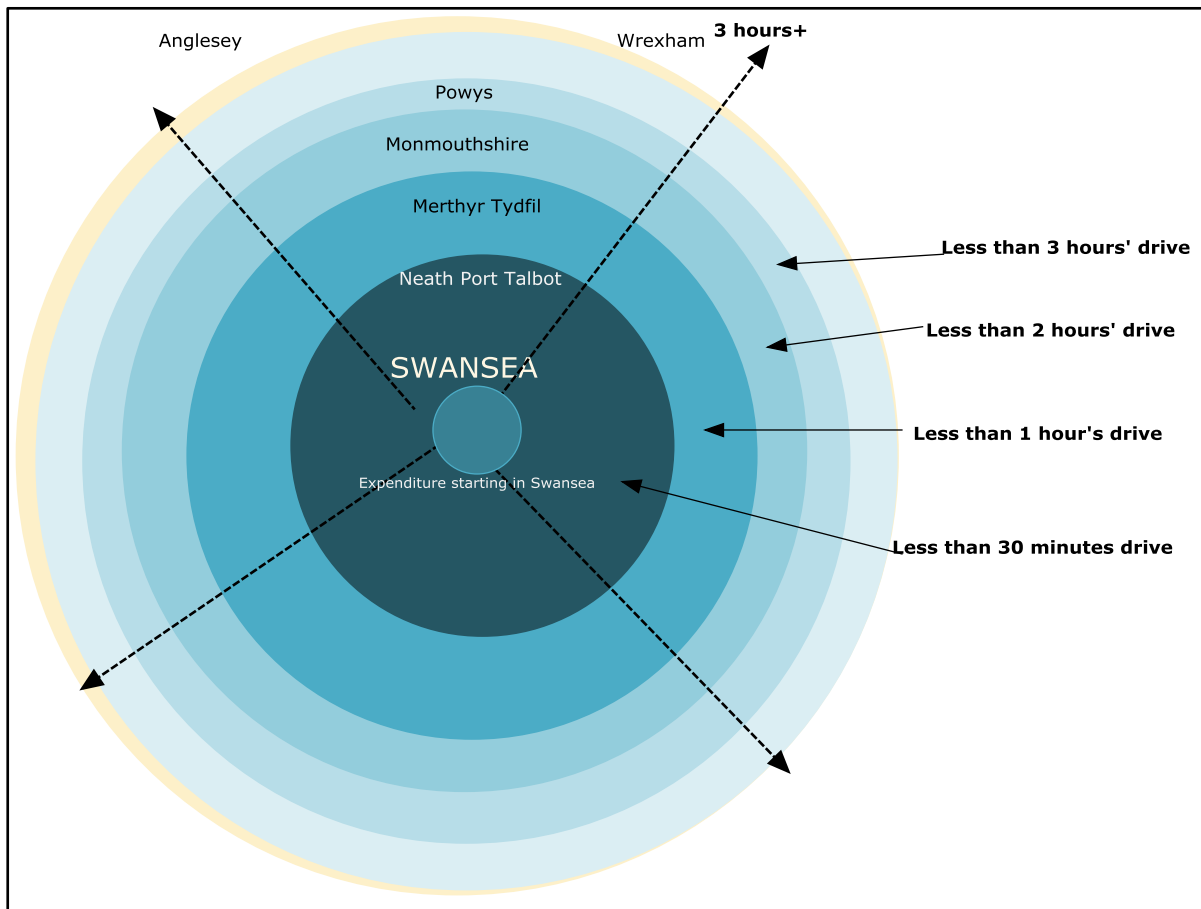 3 hours+
Anglesey
Wrexham
Powys
Monmouthshire
Merthyr Tydfil
Less than 3 hours' drive
Neath Port Talbot
Less than 2 hours' drive
SWANSEA
Less than 1 hour's drive
Expenditure starting in Swansea
Less than 30 minutes drive